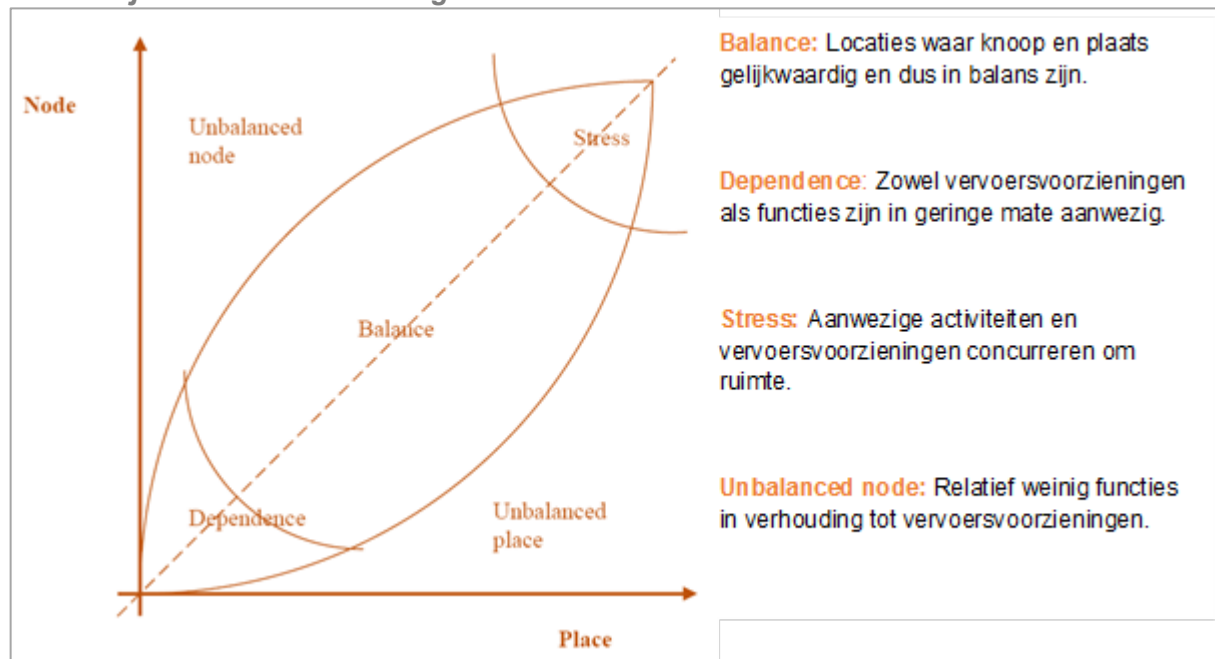 Node
Unbalanced
node
Stress
Balance
Dependence
Unbalanced
place
Place
Balance: Locaties waar knoop en plaats
gelijkwaardig en dus in balans zijn.
Dependence: Zowel vervoersvoorzieningen
als functies zijn in geringe mate aanwezig.
Stress: Aanwezige activiteiten en
vervoersvoorzieningen concurreren om
ruimte.
Unbalanced node: Relatief weinig functies
in verhouding tot vervoersvoorzieningen.